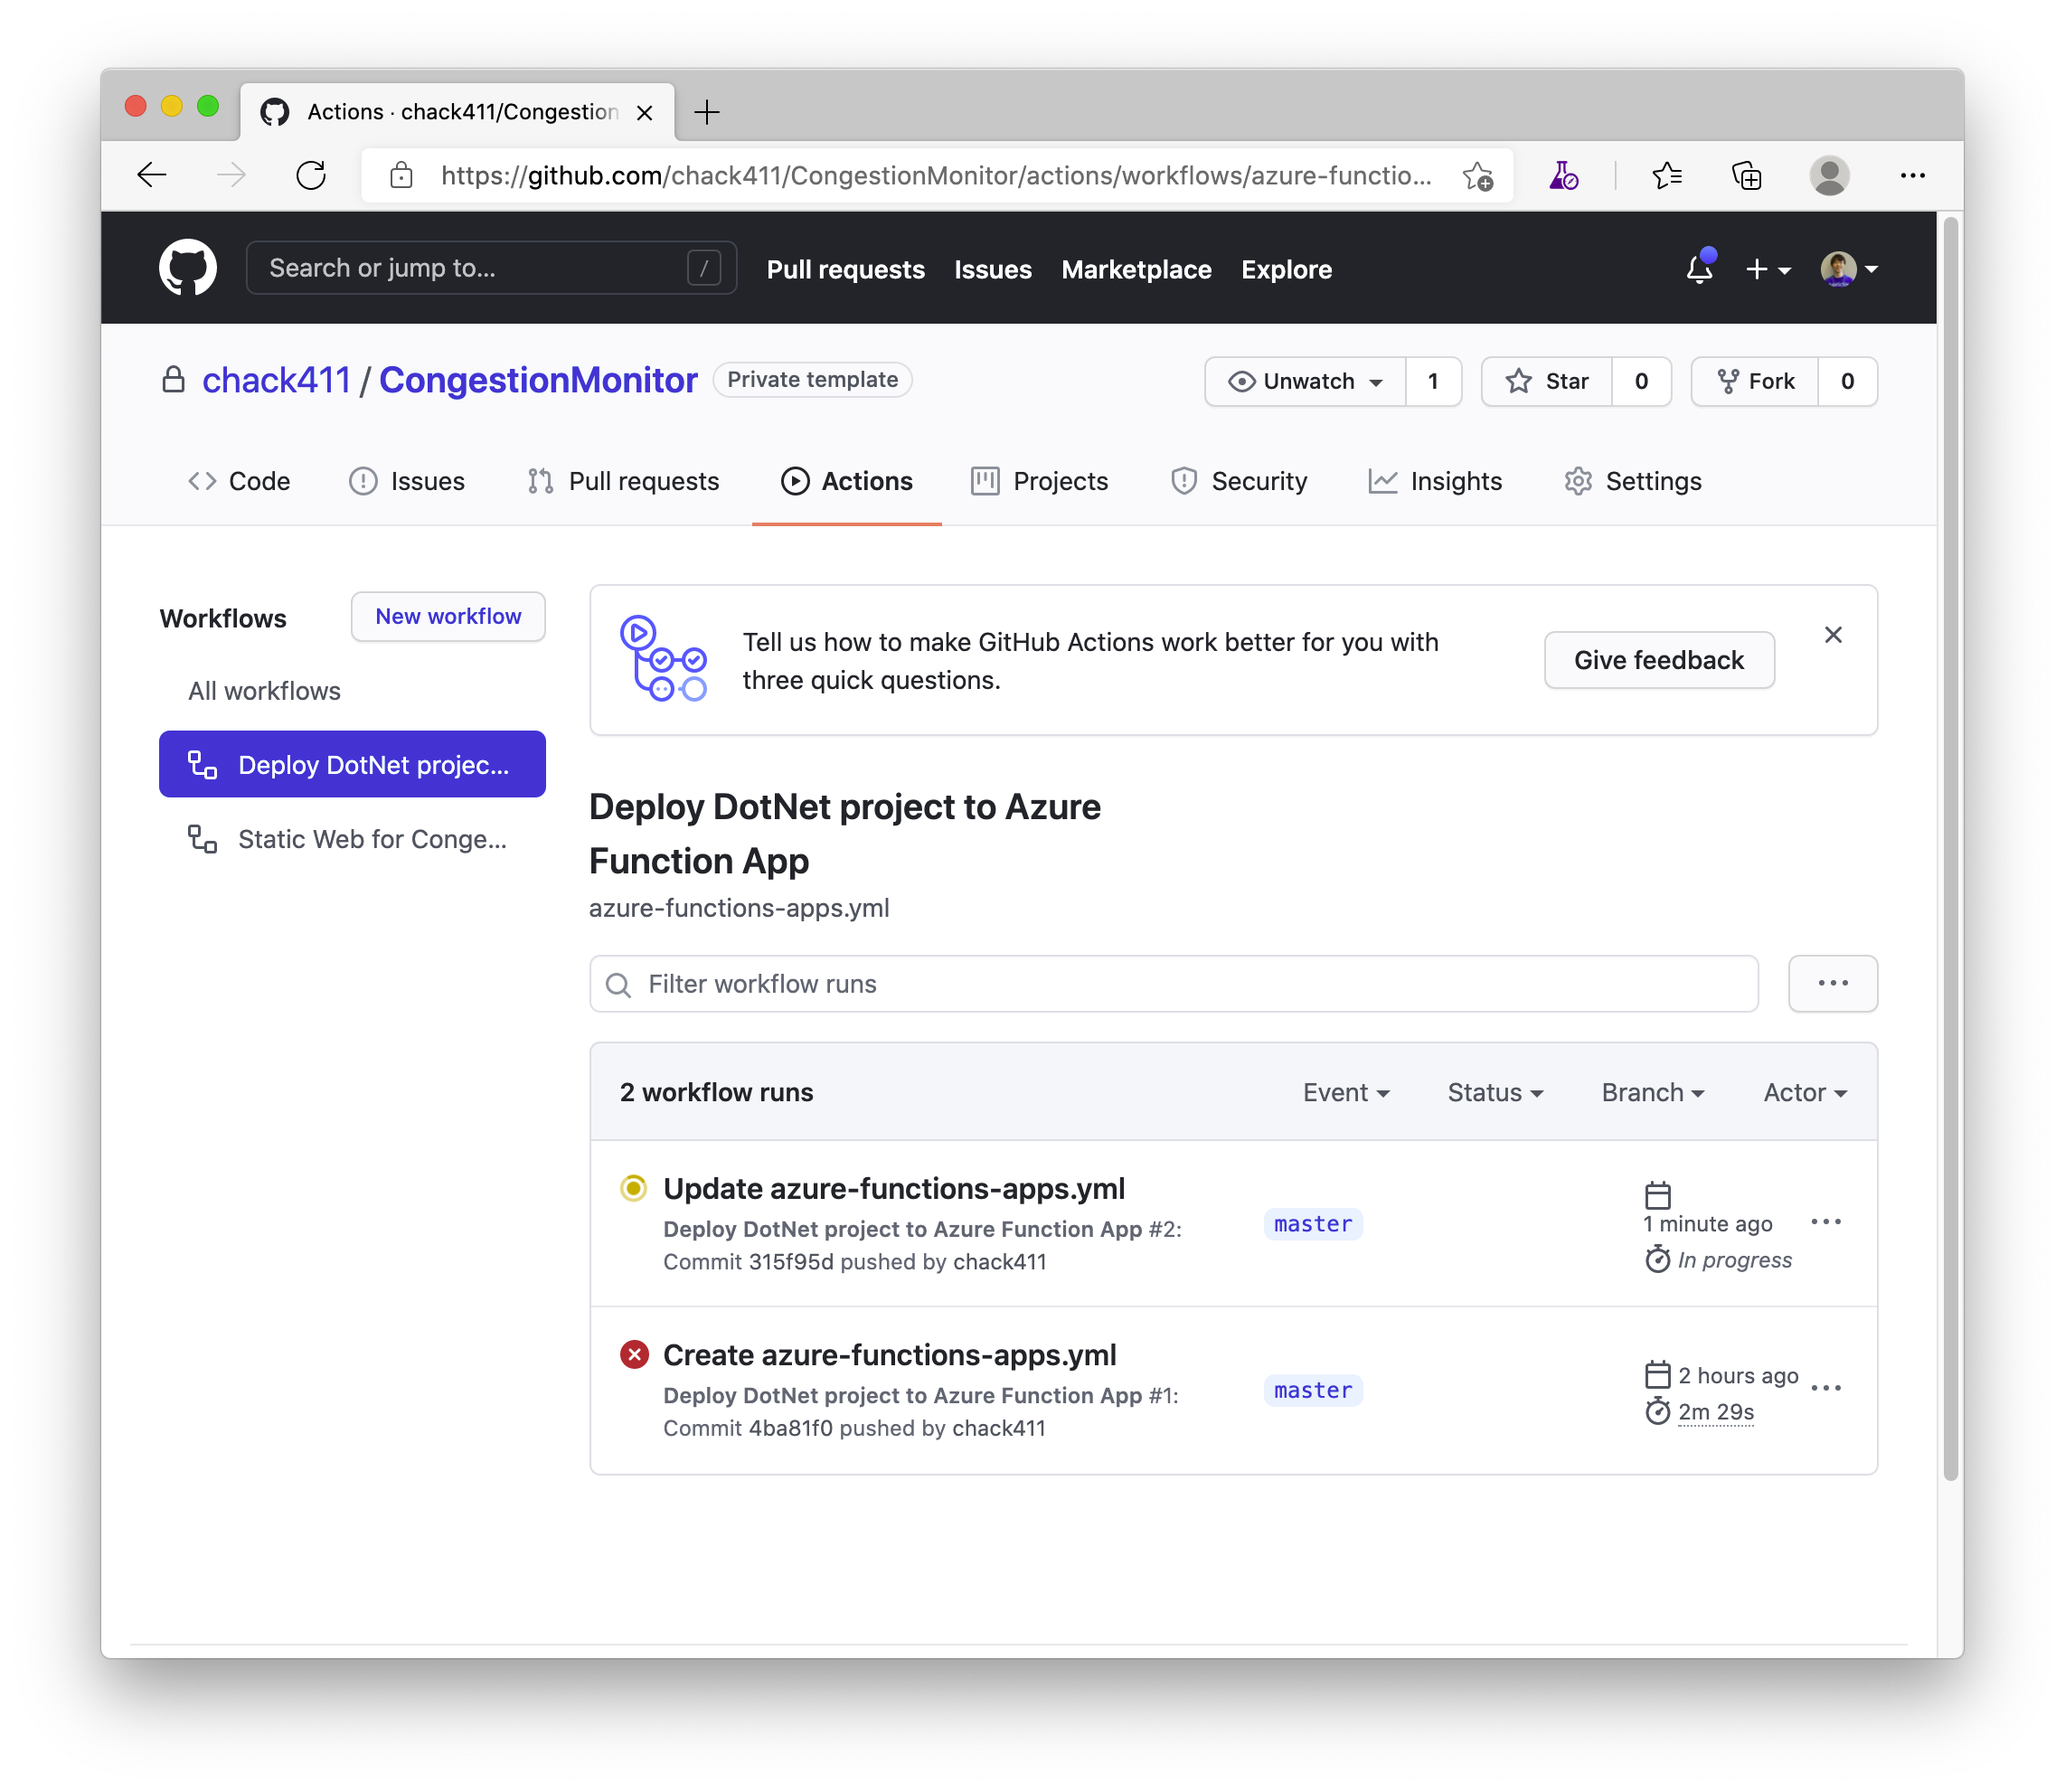 Actions · chack411/Congestion
https://github.com/chack411/CongestionMonitor/actions/workflows/azure-functio...
Search or jump to... /
Pull requests Issues Marketplace Explore
chack411 / CongestionMonitor Private template
Unwatch 1 Star 0 Fork 0
Code Issues Pull requests Actions Projects Security Insights Settings
Workflows New workflow
All workflows
Deploy DotNet projec...
Static Web for Conge...
Tell us how to make GitHub Actions work better for you with
three quick questions.
Give feedback
Deploy DotNet project to Azure
Function App
azure-functions-apps.yml
Filter workflow runs
2 workflow runs Event Status Branch Actor
Update azure-functions-apps.yml
Deploy DotNet project to Azure Function App #2:
Commit 315f95d pushed by chack411
master
1 minute ago
In progress
Create azure-functions-apps.yml
Deploy DotNet project to Azure Function App #1:
Commit 4ba81f0 pushed by chack411
master
2 hours ago
2m 29s